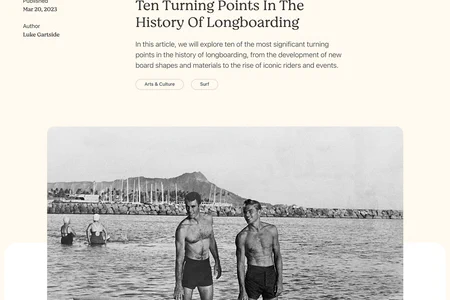 Published
Mar 20, 2023
Author
Luke Gartside
Ten Turning Points In The
History Of Longboarding
In this article, we will explore ten of the most significant turning
points in the history of longboarding, from the development of new
board shapes and materials to the rise of iconic riders and events.
Arts & Culture
Surf